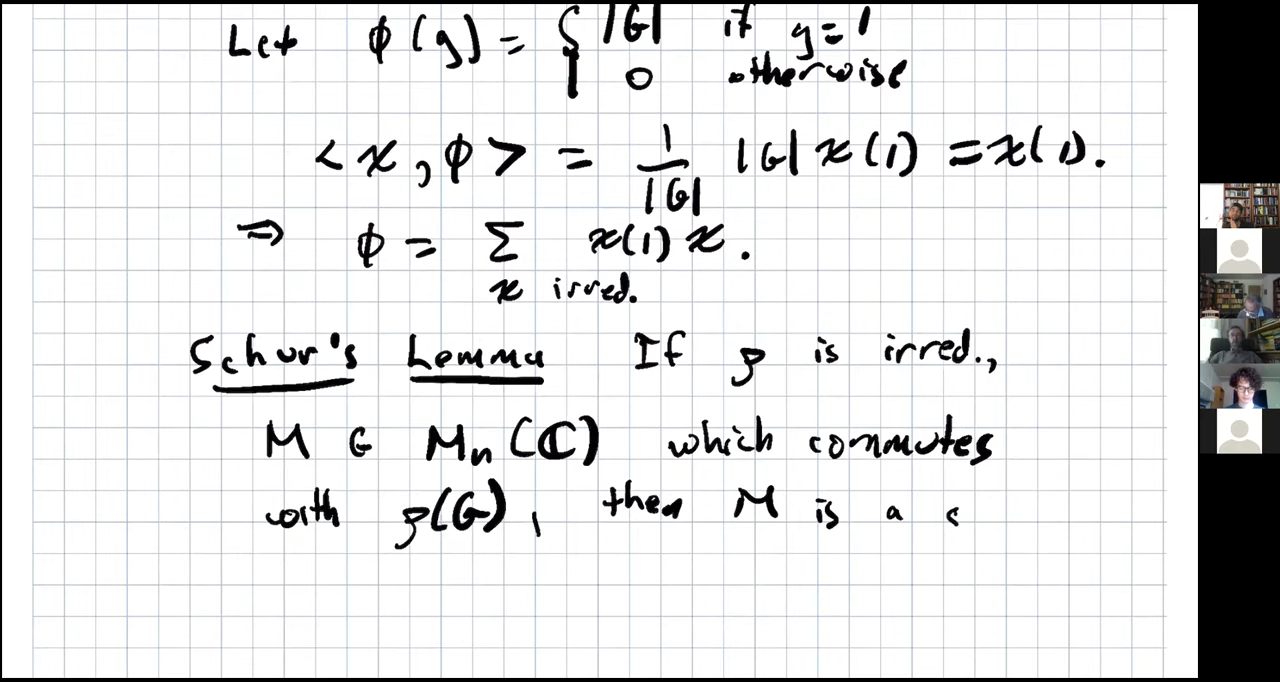 Let φ(g) = { |G| if g=1
0 otherwise
< χ, φ > = 1/|G| |G| χ(1) = χ(1).
⇒ φ = Σ χ(1) χ.
χ irred.
Schur's Lemma If ρ is irred.,
M ∈ Mn(ℂ) which commutes
with ρ(G), then M is a